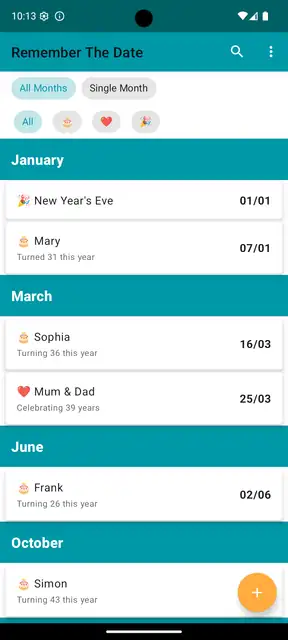 10:13
Remember The Date
All Months Single Month
All 🎂 ❤️ 🎉
January
🎉 New Year's Eve 01/01
🎂 Mary 07/01
Turned 31 this year
March
🎂 Sophia 16/03
Turning 36 this year
❤️ Mum & Dad 25/03
Celebrating 39 years
June
🎂 Frank 02/06
Turning 26 this year
October
🎂 Simon
Turning 43 this year
+